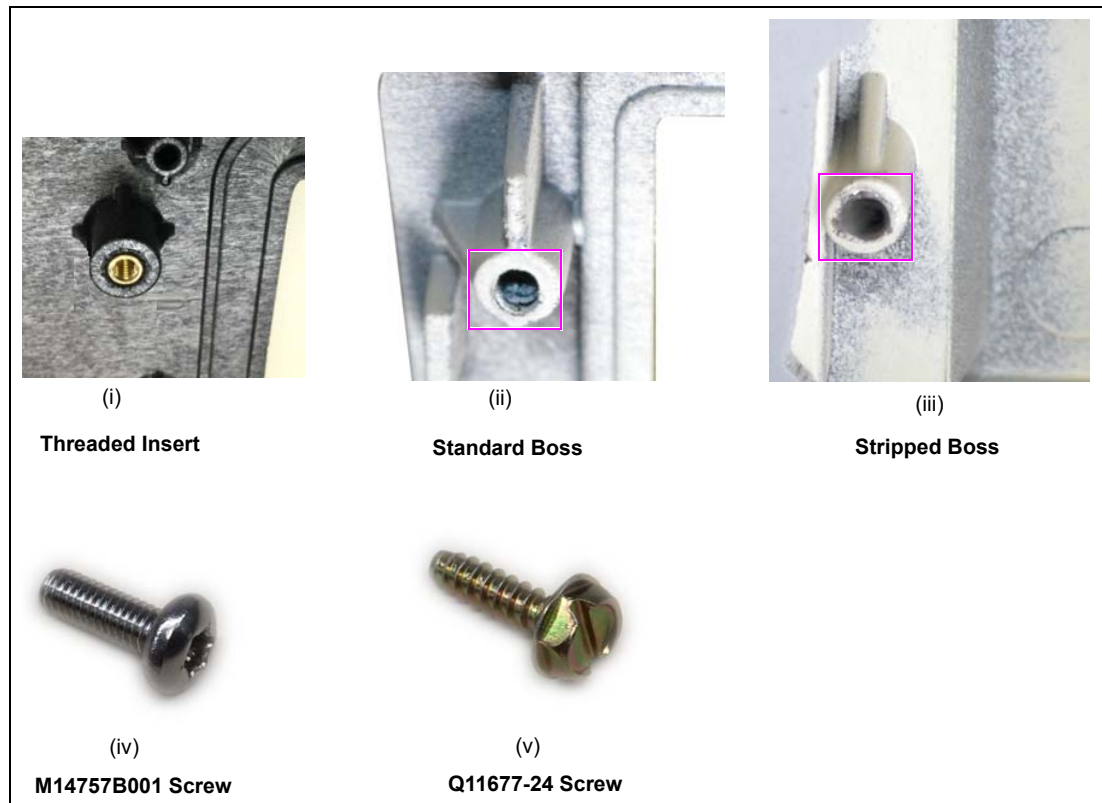 (i)
(ii)
(iii)
Threaded Insert
Standard Boss
Stripped Boss
(iv)
(v)
M14757B001 Screw
Q11677-24 Screw